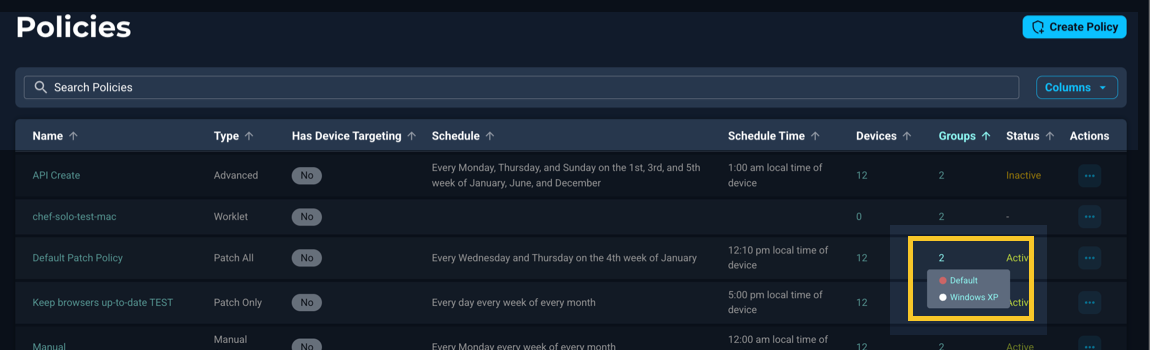 Policies
Create Policy
Search Policies
Columns
Name Type Has Device Targeting Schedule Schedule Time Devices Groups Status Actions
API Create Advanced No Every Monday, Thursday, and Sunday on the 1st, 3rd, and 5th 1:00 am local time of 12 2 Inactive
week of January, June, and December device
chef-solo-test-mac Worklet No 0 2 -
Default Patch Policy Patch All No Every Wednesday and Thursday on the 4th week of January 12:10 pm local time of 12 2 Activ
device
Default
Windows XP
Keep browsers up-to-date TEST Patch Only No Every day every week of every month 5:00 pm local time of 12 Active
device
Manual Manual No Every Monday every week of every month 12:00 am local time of 12 2 Active